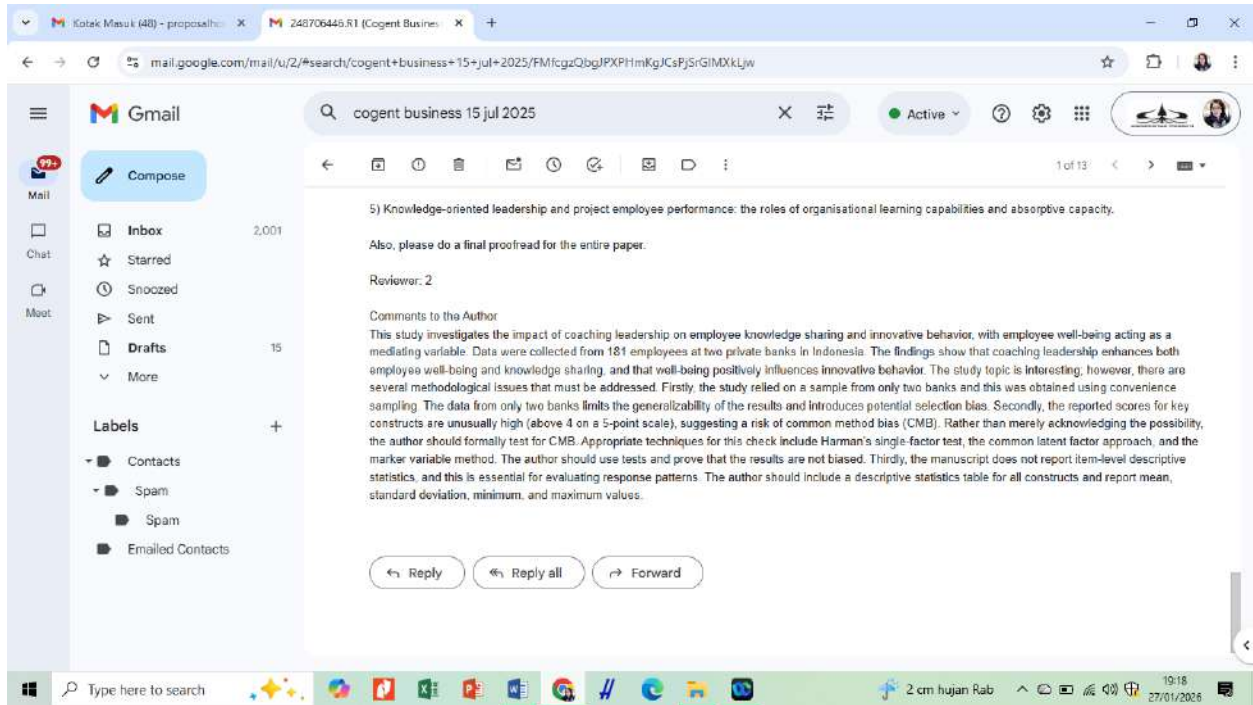 Kotak Masuk (48) - proposalho
248706446.R1 (Cogent Busines
mail.google.com/mail/u/2/#search/cogent+business+15+jul+2025/
Gmail
cogent business 15 jul 2025
Active
99+
Mail
Chat
Meet
Compose
1 of 13
Inbox 2,001
Starred
Snoozed
Sent
Drafts 15
More
Labels
Contacts
Spam
Spam
Emailed Contacts
5) Knowledge-oriented leadership and project employee performance: the roles of organisational learning capabilities and absorptive capacity.
Also, please do a final proofread for the entire paper.
Reviewer: 2
Comments to the Author
This study investigates the impact of coaching leadership on employee knowledge sharing and innovative behavior, with employee well-being acting as a
mediating variable. Data were collected from 181 employees at two private banks in Indonesia. The findings show that coaching leadership enhances both
employee well-being and knowledge sharing, and that well-being positively influences innovative behavior. The study topic is interesting; however, there are
several methodological issues that must be addressed. Firstly, the study relied on a sample from only two banks and this was obtained using convenience
sampling. The data from only two banks limits the generalizability of the results and introduces potential selection bias. Secondly, the reported scores for key
constructs are unusually high (above 4 on a 5-point scale), suggesting a risk of common method bias (CMB). Rather than merely acknowledging the possibility,
the author should formally test for CMB. Appropriate techniques for this check include Harman's single-factor test, the common latent factor approach, and the
marker variable method. The author should use tests and prove that the results are not biased. Thirdly, the manuscript does not report item-level descriptive
statistics, and this is essential for evaluating response patterns. The author should include a descriptive statistics table for all constructs and report mean,
standard deviation, minimum, and maximum values.
Reply
Reply all
Forward
Type here to search
2 cm hujan Rab
19:18
27/01/2026